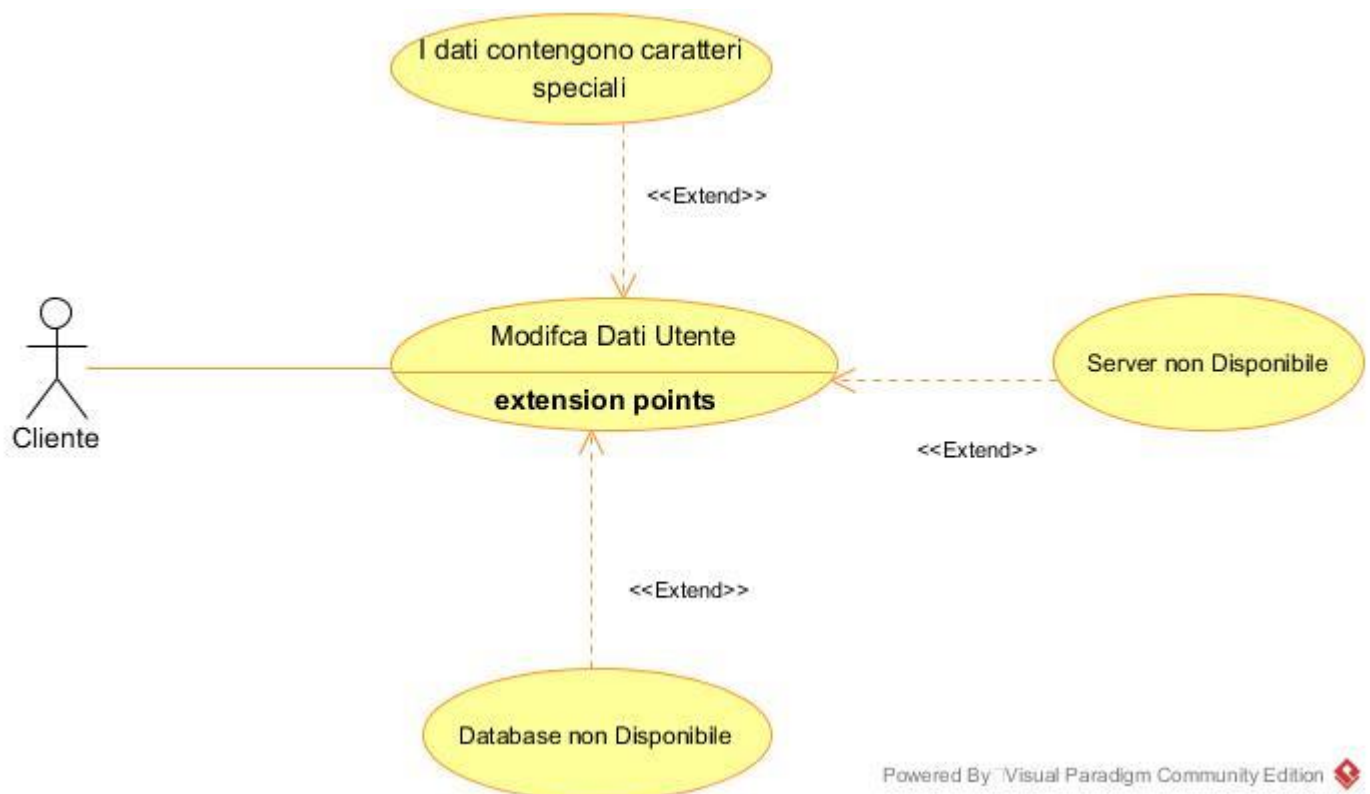 I dati contengono caratteri
speciali
<<Extend>>
Modifca Dati Utente
extension points
Server non Disponibile
Cliente
<<Extend>>
<<Extend>>
Database non Disponibile
Powered By Visual Paradigm Community Edition